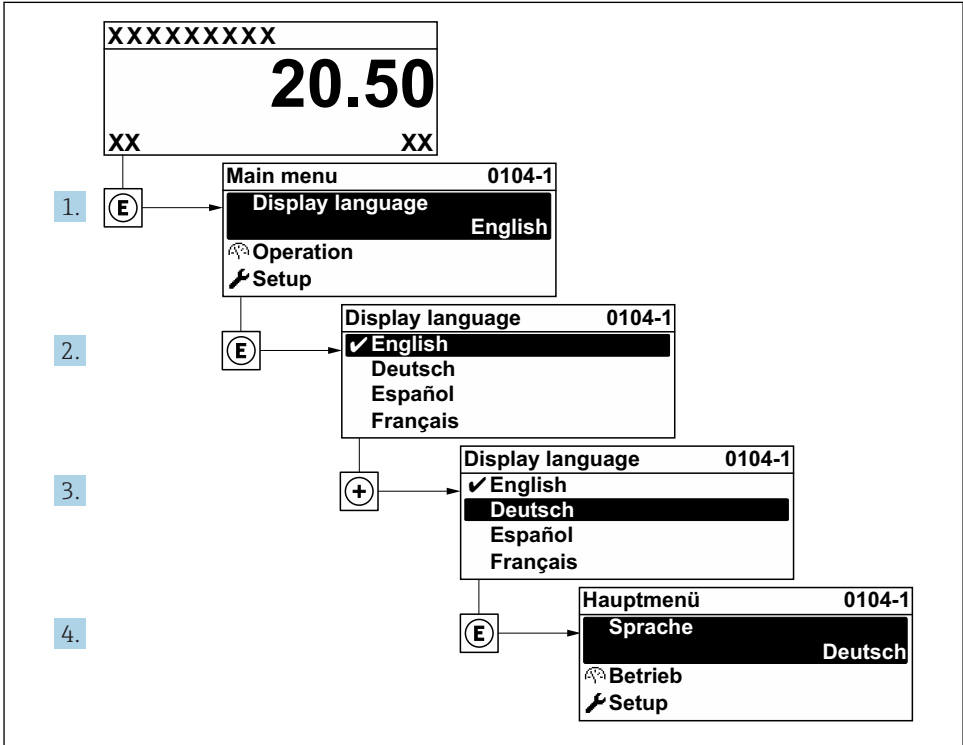 XXXXXXXXX
20.50
XX XX
1. E
Main menu 0104-1
Display language
English
Operation
Setup
2. E
Display language 0104-1
✔English
Deutsch
Español
Français
3. +
Display language 0104-1
✔English
Deutsch
Español
Français
4. E
Hauptmenü 0104-1
Sprache
Deutsch
Betrieb
Setup